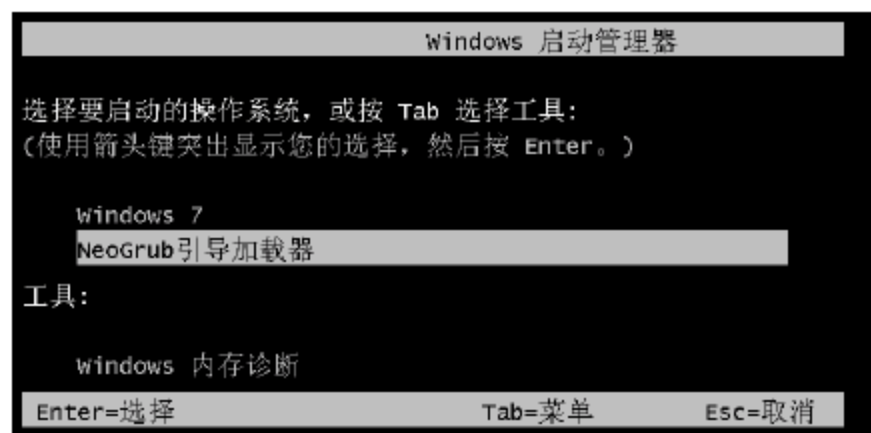 Windows 启动管理器
选择要启动的操作系统，或按 Tab 选择工具:
(使用箭头键突出显示您的选择，然后按 Enter。)
Windows 7
NeoGrub引导加载器
工具:
Windows 内存诊断
Enter=选择 Tab=菜单 Esc=取消